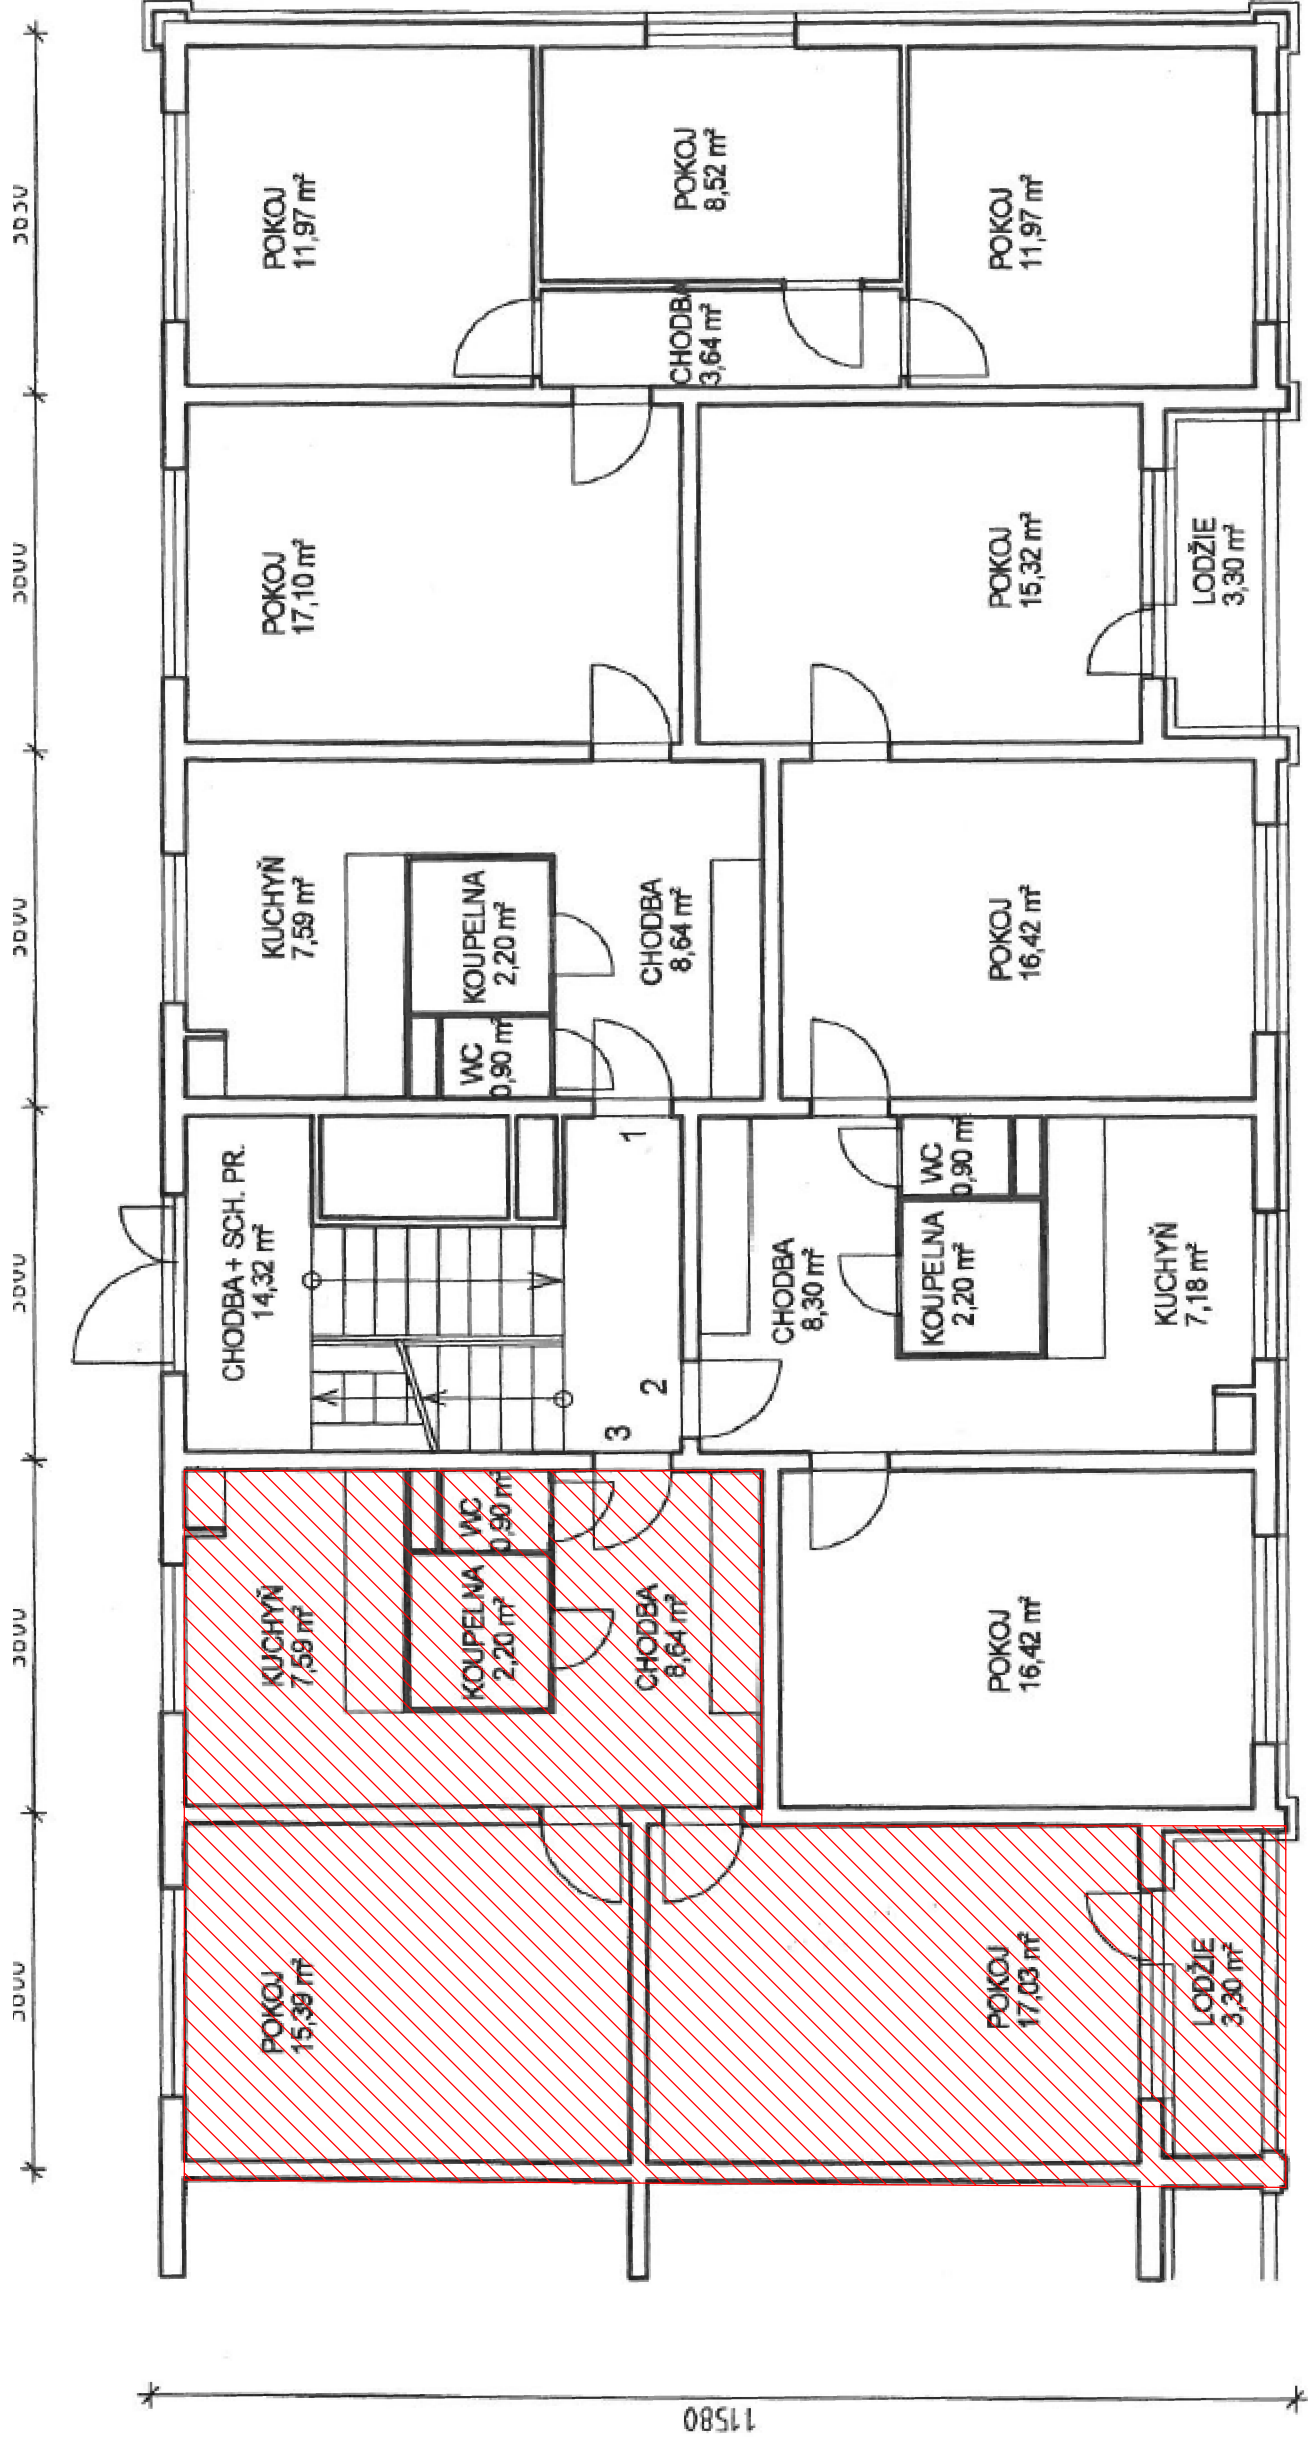 POKOJ
11,97 m²
POKOJ
8,52 m²
POKOJ
11,97 m²
CHODBA
3,64 m²
POKOJ
17,10 m²
POKOJ
15,32 m²
LODŽIE
3,30 m²
KUCHYŇ
7,59 m²
KOUPELNA
2,20 m²
WC
0,90 m²
CHODBA
8,64 m²
POKOJ
16,42 m²
CHODBA + SCH. PR.
14,32 m²
1
2
3
CHODBA
8,30 m²
WC
0,90 m²
KOUPELNA
2,20 m²
KUCHYŇ
7,18 m²
KUCHYŇ
7,59 m²
WC
0,90 m²
KOUPELNA
2,20 m²
CHODBA
8,64 m²
POKOJ
16,42 m²
POKOJ
15,39 m²
POKOJ
17,03 m²
LODŽIE
3,30 m²
11580